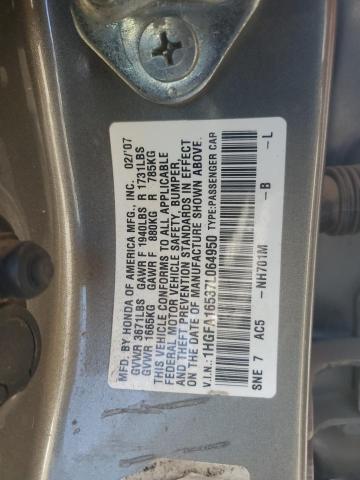 MFD. BY HONDA OF AMERICA MFG., INC. 02/'07
GVWR 3671LBS GAWR F 1940LBS R 1731LBS
GVWR 1665KG GAWR F 880KG R 785KG
THIS VEHICLE CONFORMS TO ALL APPLICABLE
FEDERAL MOTOR VEHICLE SAFETY, BUMPER,
AND THEFT PREVENTION STANDARDS IN EFFECT
ON THE DATE OF MANUFACTURE SHOWN ABOVE.
V.I.N.: 1HGFA16537L064950 TYPE:PASSENGER CAR
SNE 7 AC5 -NH701M -B -L